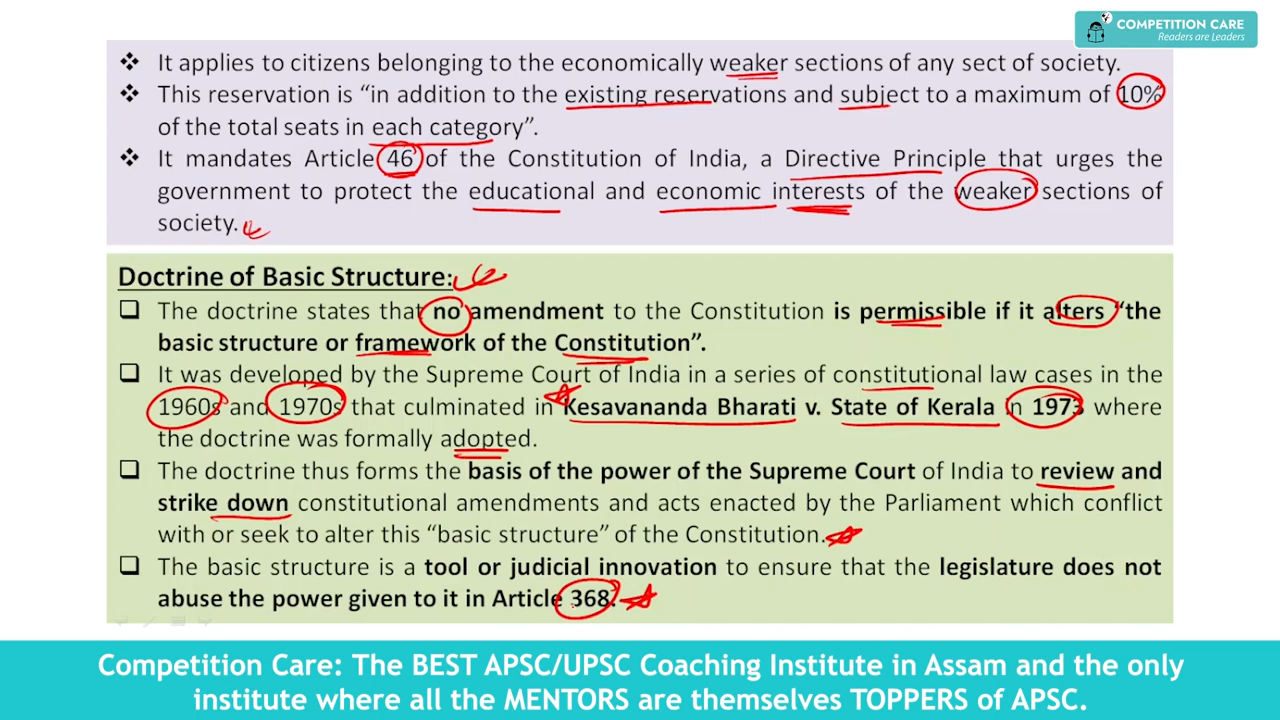 COMPETITION CARE
Readers are Leaders
❖ It applies to citizens belonging to the economically weaker sections of any sect of society.
❖ This reservation is “in addition to the existing reservations and subject to a maximum of 10%
of the total seats in each category”.
❖ It mandates Article 46 of the Constitution of India, a Directive Principle that urges the
government to protect the educational and economic interests of the weaker sections of
society.
Doctrine of Basic Structure:
❑ The doctrine states that no amendment to the Constitution is permissible if it alters “the
basic structure or framework of the Constitution”.
❑ It was developed by the Supreme Court of India in a series of constitutional law cases in the
1960s and 1970s that culminated in Kesavananda Bharati v. State of Kerala in 1973 where
the doctrine was formally adopted.
❑ The doctrine thus forms the basis of the power of the Supreme Court of India to review and
strike down constitutional amendments and acts enacted by the Parliament which conflict
with or seek to alter this “basic structure” of the Constitution.
❑ The basic structure is a tool or judicial innovation to ensure that the legislature does not
abuse the power given to it in Article 368.
Competition Care: The BEST APSC/UPSC Coaching Institute in Assam and the only
institute where all the MENTORS are themselves TOPPERS of APSC.